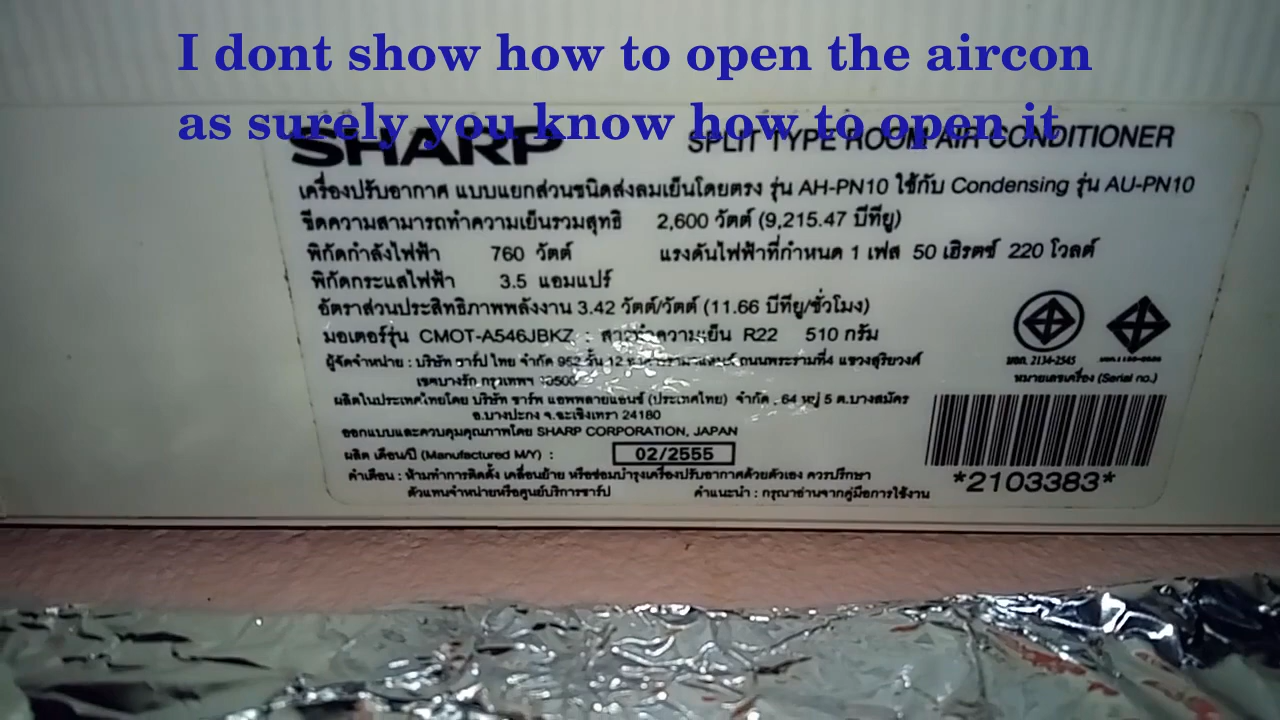 I dont show how to open the aircon
as surely you know how to open it
SHARP SPLIT TYPE ROOM AIR CONDITIONER
เครื่องปรับอากาศ แบบแยกส่วนชนิดส่งลมเย็นโดยตรง รุ่น AH-PN10 ใช้กับ Condensing รุ่น AU-PN10
ขีดความสามารถทำความเย็นรวมสุทธิ 2,600 วัตต์ (9,215.47 บีทียู)
พิกัดกำลังไฟฟ้า 760 วัตต์ แรงดันไฟฟ้าที่กำหนด 1 เฟส 50 เฮิรตซ์ 220 โวลต์
พิกัดกระแสไฟฟ้า 3.5 แอมแปร์
อัตราส่วนประสิทธิภาพพลังงาน 3.42 วัตต์/วัตต์ (11.66 บีทียู/ชั่วโมง)
มอเตอร์รุ่น CMOT-A546JBKZ : สารทำความเย็น R22 510 กรัม
มอก. 2134-2545
ผู้จัดจำหน่าย : บริษัท ชาร์ป ไทย จำกัด 952 ชั้น 12 ถนนพระรามที่4 แขวงสุริยวงศ์
หมายเลขเครื่อง (Serial no.)
เขตบางรัก กรุงเทพฯ 10500
ผลิตในประเทศไทยโดย บริษัท ชาร์พ แอพพลายแอนซ์ (ประเทศไทย) จำกัด . 64 หมู่ 5 ต.บางสมัคร
อ.บางปะกง จ.ฉะเชิงเทรา 24180
ออกแบบและควบคุมคุณภาพโดย SHARP CORPORATION, JAPAN
ผลิต เดือน/ปี (Manufactured M/Y) : 02/2555
คำเตือน : ห้ามทำการติดตั้ง เคลื่อนย้าย หรือซ่อมบำรุงเครื่องปรับอากาศด้วยตัวเอง ควรปรึกษา
*2103383*
ตัวแทนจำหน่ายหรือศูนย์บริการชาร์ป คำแนะนำ : กรุณาอ่านจากคู่มือการใช้งาน